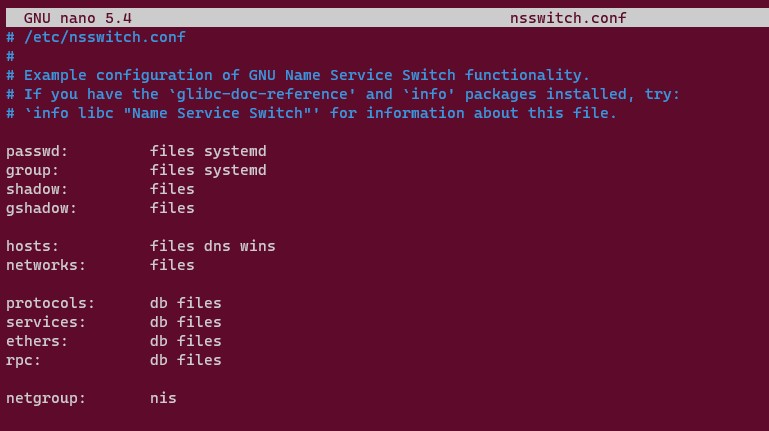 GNU nano 5.4 nsswitch.conf
# /etc/nsswitch.conf
#
# Example configuration of GNU Name Service Switch functionality.
# If you have the `glibc-doc-reference' and `info' packages installed, try:
# `info libc "Name Service Switch"' for information about this file.
passwd: files systemd
group: files systemd
shadow: files
gshadow: files
hosts: files dns wins
networks: files
protocols: db files
services: db files
ethers: db files
rpc: db files
netgroup: nis